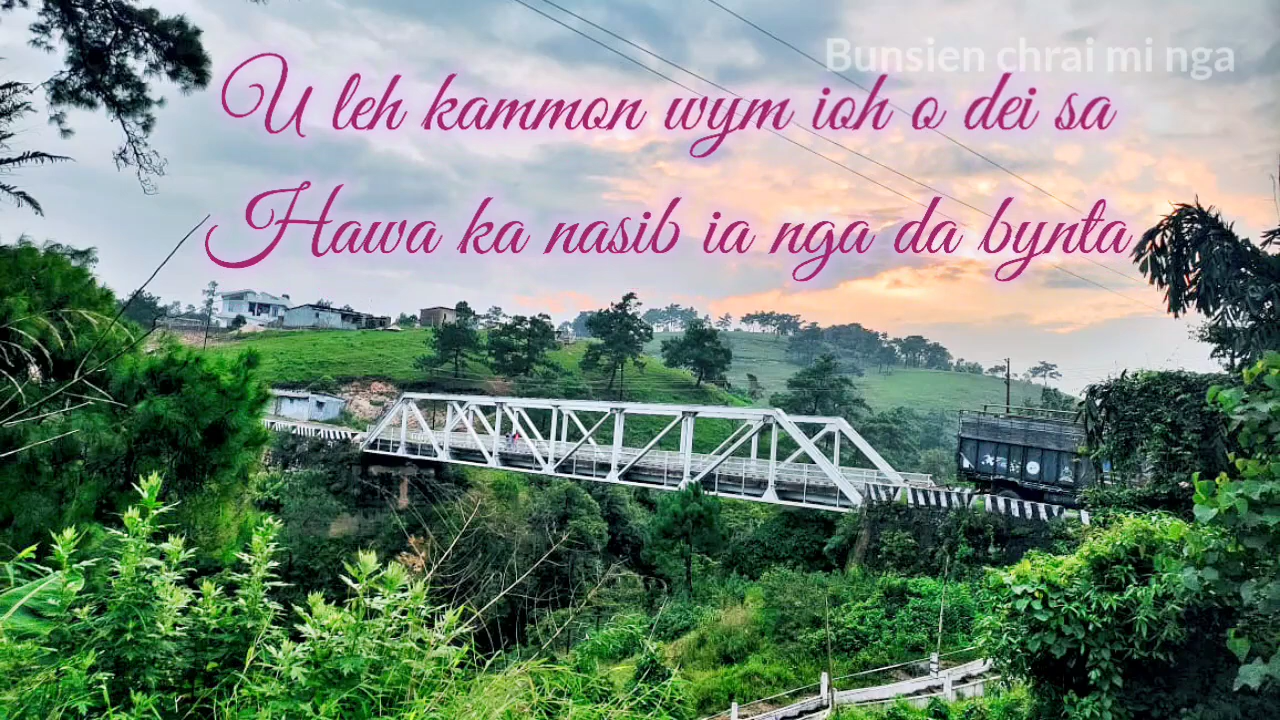 Bunsien chrai mi nga
U leh kammon wym ioh o dei sa
Hawa ka nasib ia nga da bynta